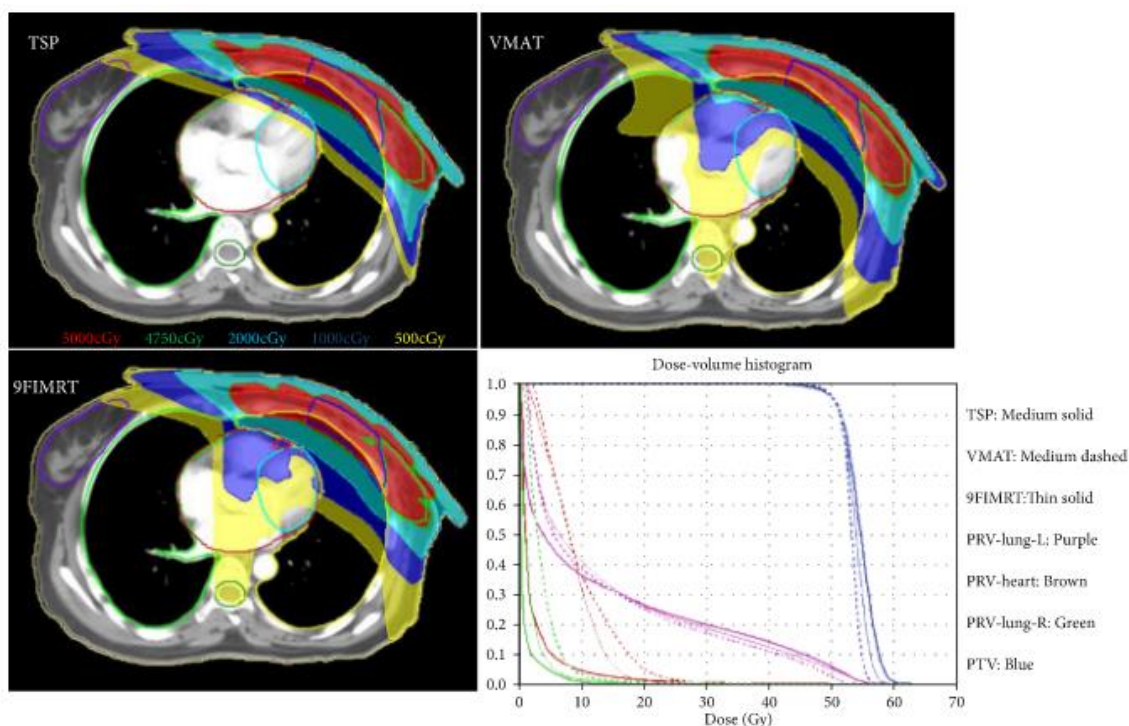 TSP
VMAT
5000cGy 4750cGy 2000cGy 1000cGy 500cGy
9FIMRT
Dose-volume histogram
1.0
0.9
0.8
0.7
0.6
0.5
0.4
0.3
0.2
0.1
0.0
0 10 20 30 40 50 60 70
Dose (Gy)
TSP: Medium solid
VMAT: Medium dashed
9FIMRT:Thin solid
PRV-lung-L: Purple
PRV-heart: Brown
PRV-lung-R: Green
PTV: Blue